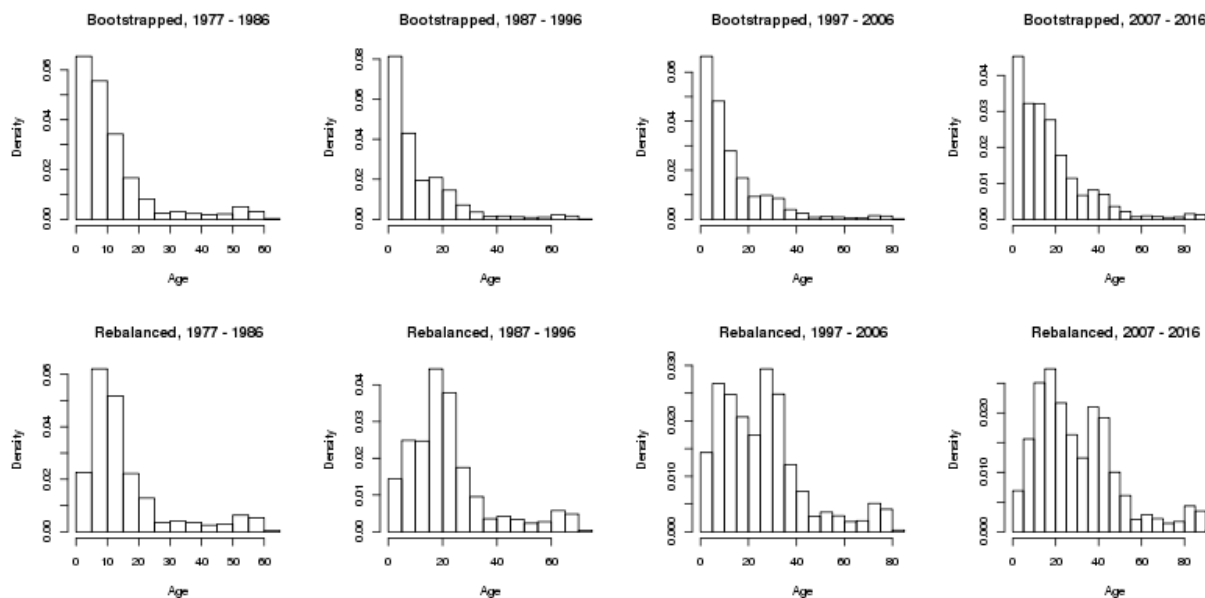 Bootstrapped, 1977 - 1986
Bootstrapped, 1987 - 1996
Bootstrapped, 1997 - 2006
Bootstrapped, 2007 - 2016
Density
0.00 0.02 0.04 0.06
0 10 20 30 40 50 60
Age
Density
0.00 0.02 0.04 0.06 0.08
0 20 40 60
Age
Density
0.00 0.02 0.04 0.06
0 20 40 60 80
Age
Density
0.00 0.01 0.02 0.03 0.04
0 20 40 60 80
Age
Rebalanced, 1977 - 1986
Rebalanced, 1987 - 1996
Rebalanced, 1997 - 2006
Rebalanced, 2007 - 2016
Density
0.00 0.02 0.04 0.06
0 10 20 30 40 50 60
Age
Density
0.00 0.01 0.02 0.03 0.04
0 20 40 60
Age
Density
0.000 0.010 0.020 0.030
0 20 40 60 80
Age
Density
0.000 0.010 0.020
0 20 40 60 80
Age